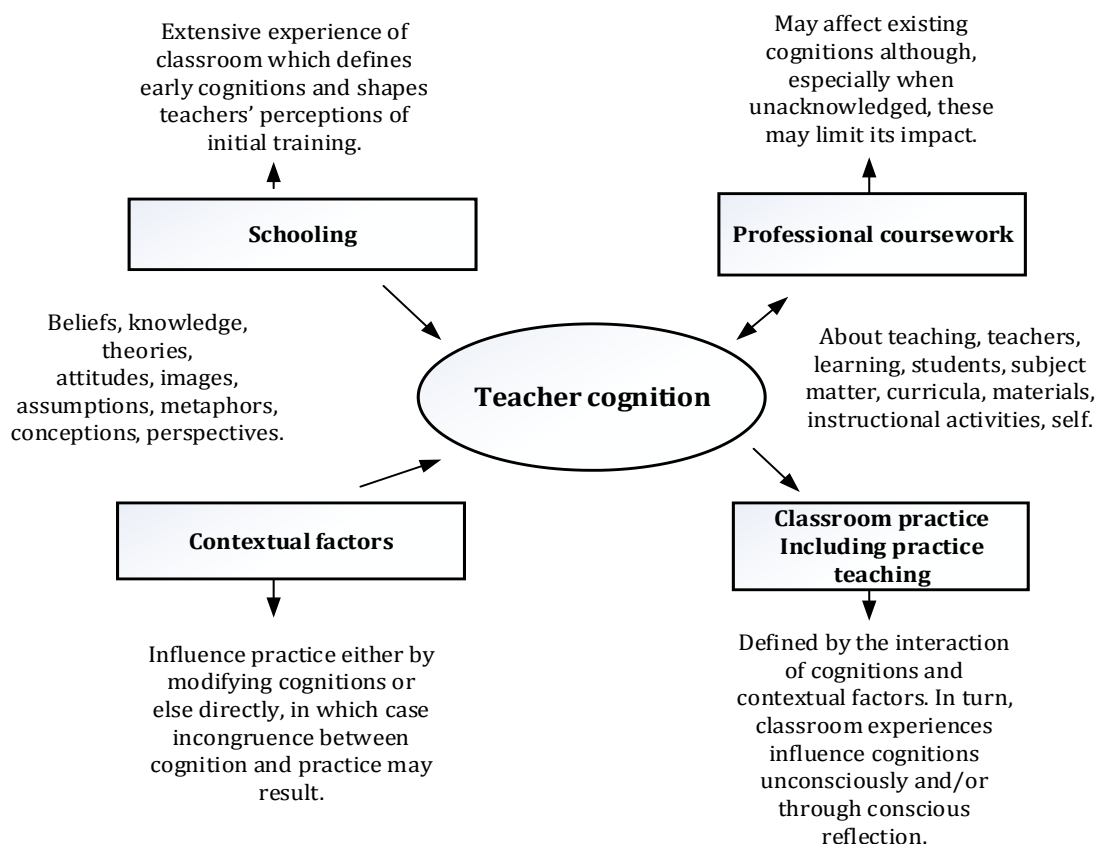 Extensive experience of
classroom which defines
early cognitions and shapes
teachers’ perceptions of
initial training.
May affect existing
cognitions although,
especially when
unacknowledged, these
may limit its impact.
Schooling
Professional coursework
Beliefs, knowledge,
theories,
attitudes, images,
assumptions, metaphors,
conceptions, perspectives.
Teacher cognition
About teaching, teachers,
learning, students, subject
matter, curricula, materials,
instructional activities, self.
Contextual factors
Classroom practice
Including practice
teaching
Influence practice either by
modifying cognitions or
else directly, in which case
incongruence between
cognition and practice may
result.
Defined by the interaction
of cognitions and
contextual factors. In turn,
classroom experiences
influence cognitions
unconsciously and/or
through conscious
reflection.